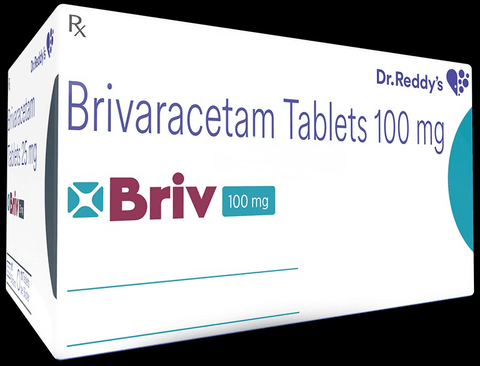 Rx
Dr.Reddy's
Brivaracetam Tablets 100 mg
Briv
100 mg
Dr.Reddy's
Brivaracetam
Tablets 25 mg
Briv